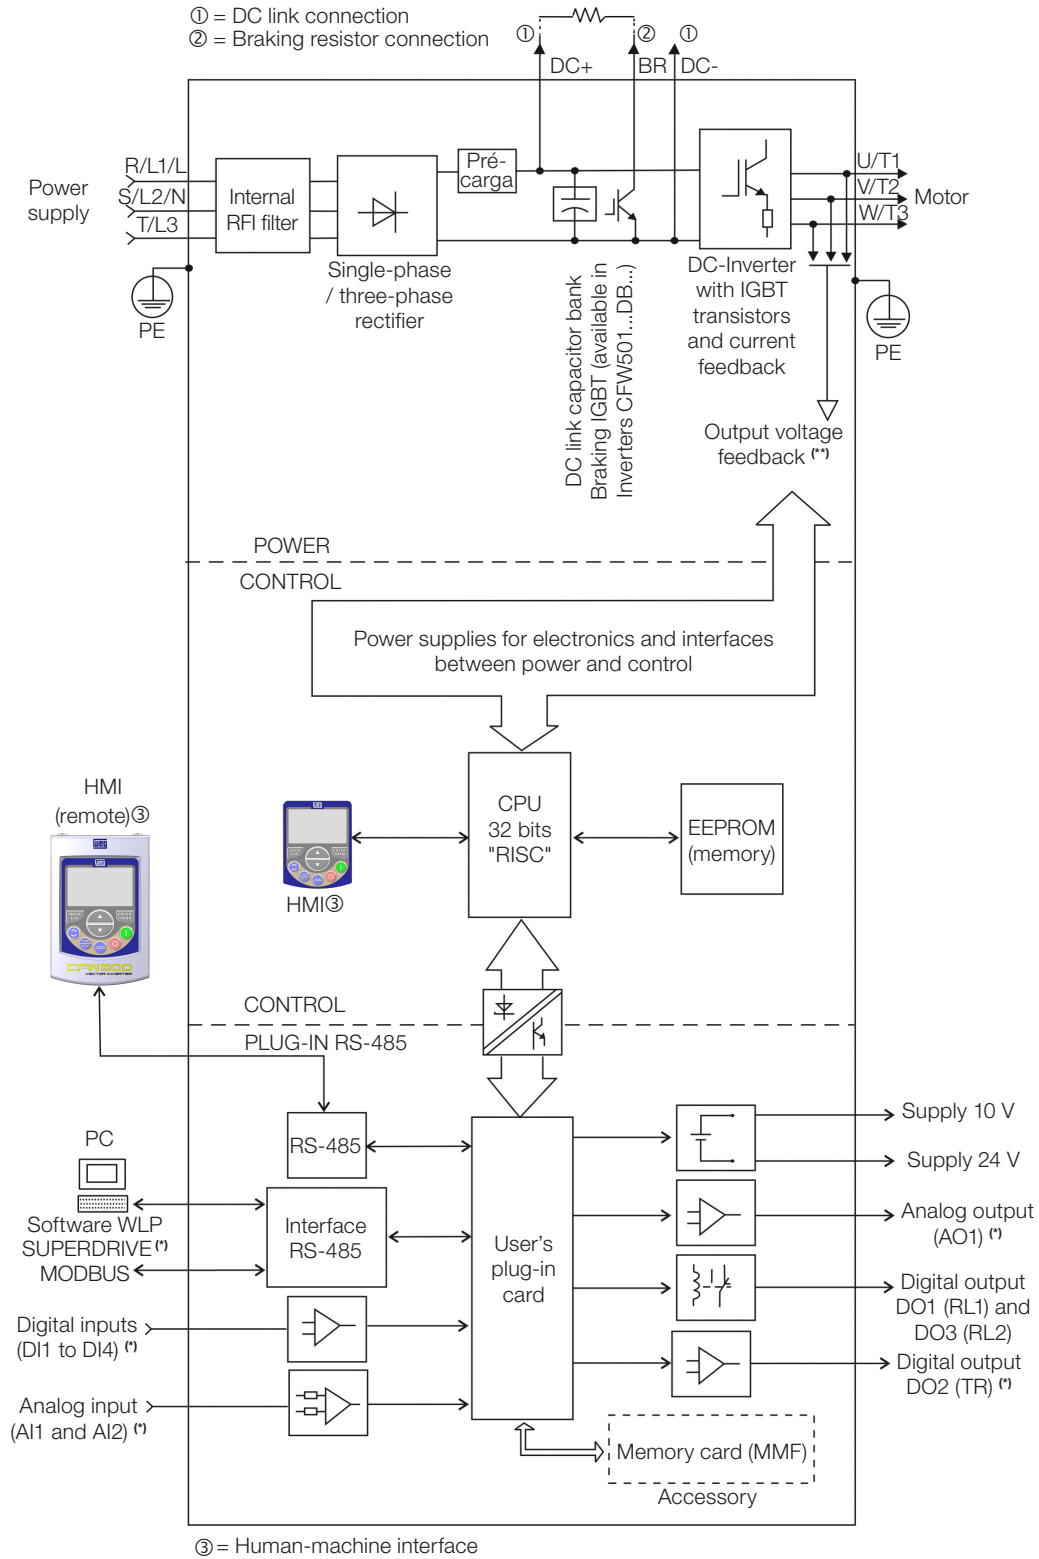 ① = DC link connection
② = Braking resistor connection
① ② ①
DC+ BR DC-
Power
supply
R/L1/L
S/L2/N
T/L3
PE
Internal
RFI filter
Single-phase
/ three-phase
rectifier
Pré-
carga
DC link capacitor bank
Braking IGBT (available in
Inverters CFW501...DB...)
DC-Inverter
with IGBT
transistors
and current
feedback
U/T1
V/T2
W/T3
Motor
PE
Output voltage
feedback (**)
POWER
CONTROL
Power supplies for electronics and interfaces
between power and control
HMI
(remote)③
CFW500
VECTOR INVERTER
HMI③
CPU
32 bits
"RISC"
EEPROM
(memory)
CONTROL
PLUG-IN RS-485
RS-485
PC
Software WLP
SUPERDRIVE (*)
MODBUS
Interface
RS-485
Digital inputs
(DI1 to DI4) (*)
Analog input
(AI1 and AI2) (*)
User's
plug-in
card
Supply 10 V
Supply 24 V
Analog output
(AO1) (*)
Digital output
DO1 (RL1) and
DO3 (RL2)
Digital output
DO2 (TR) (*)
Memory card (MMF)
Accessory
③ = Human-machine interface